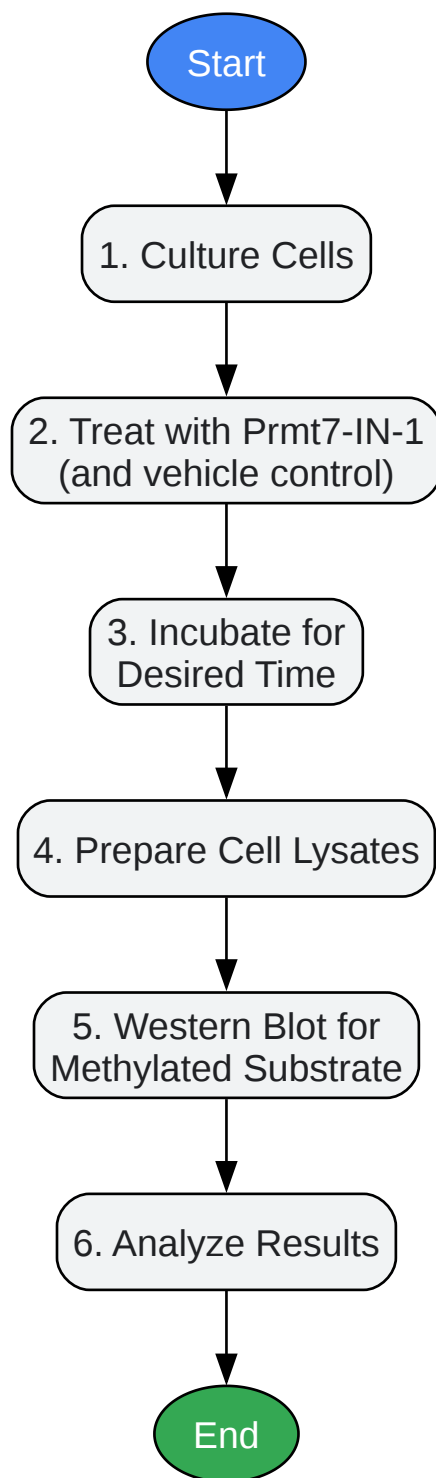 Start
1. Culture Cells
2. Treat with Prmt7-IN-1
(and vehicle control)
3. Incubate for
Desired Time
4. Prepare Cell Lysates
5. Western Blot for
Methylated Substrate
6. Analyze Results
End